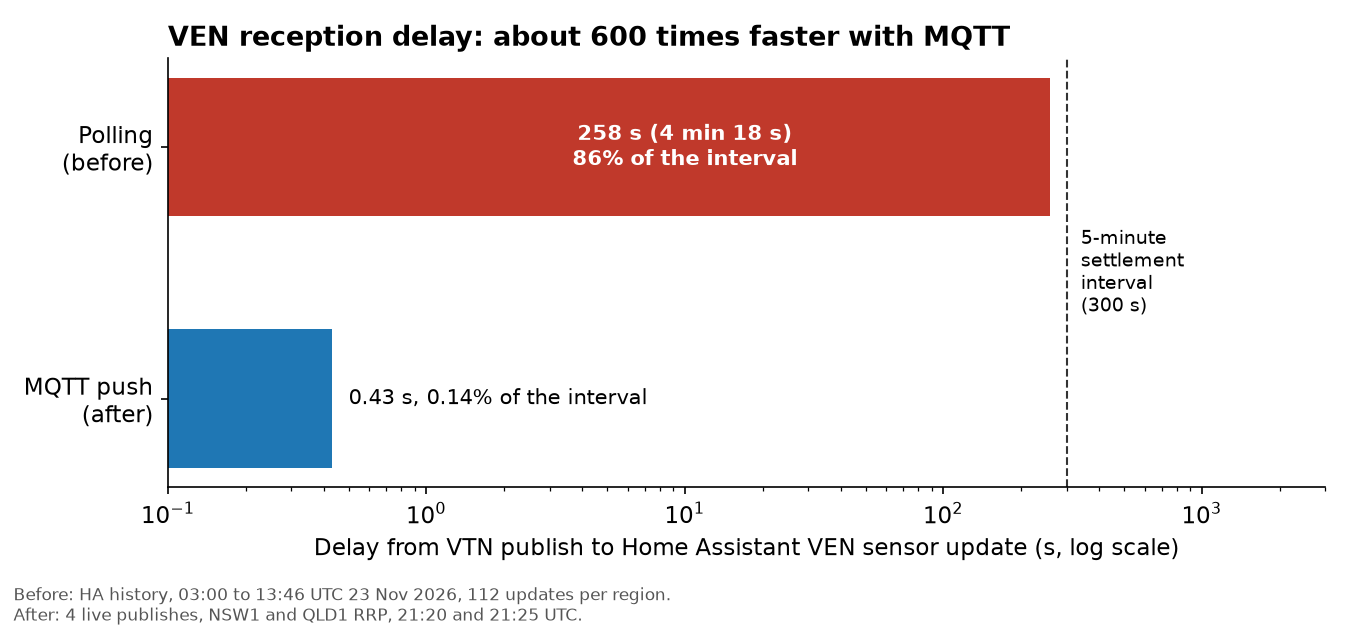 VEN reception delay: about 600 times faster with MQTT
Polling
(before)
258 s (4 min 18 s)
86% of the interval
5-minute
settlement
interval
(300 s)
MQTT push
(after)
0.43 s, 0.14% of the interval
10⁻¹ 10⁰ 10¹ 10² 10³
Delay from VTN publish to Home Assistant VEN sensor update (s, log scale)
Before: HA history, 03:00 to 13:46 UTC 23 Nov 2026, 112 updates per region.
After: 4 live publishes, NSW1 and QLD1 RRP, 21:20 and 21:25 UTC.